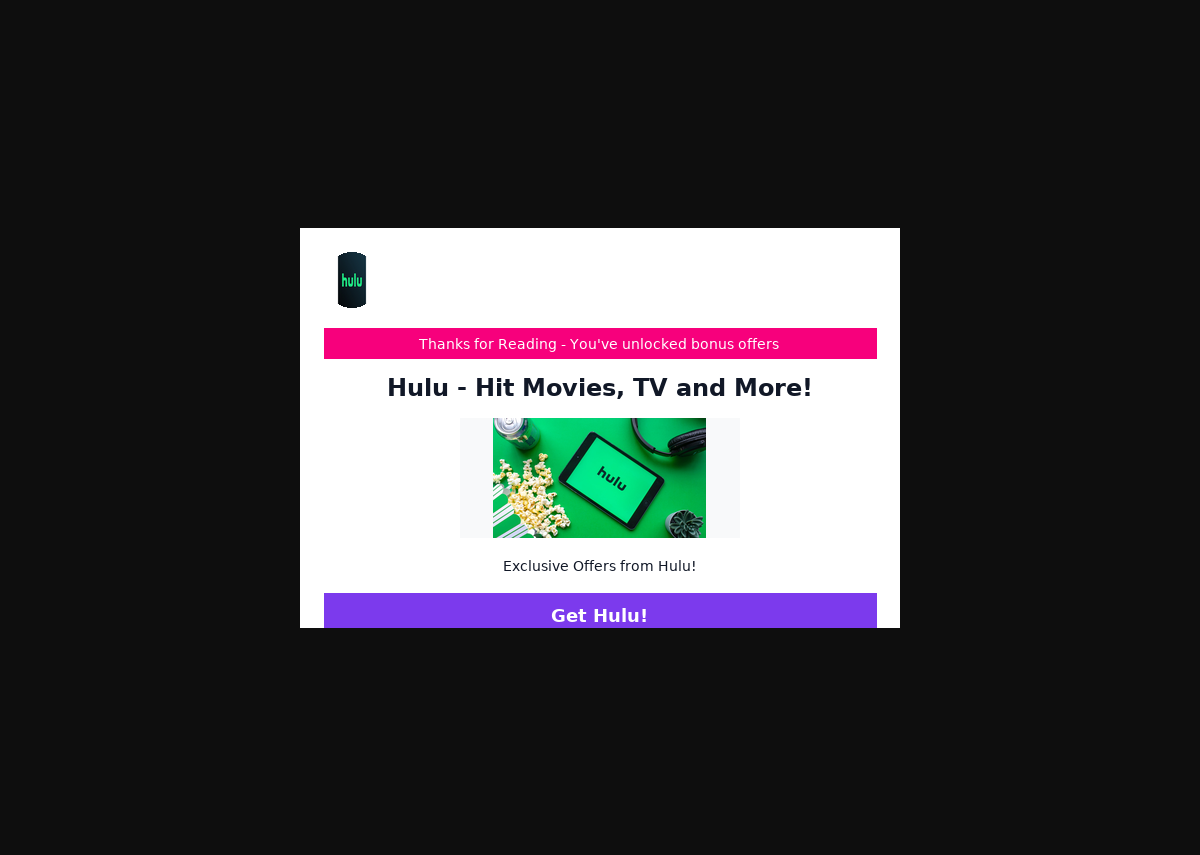 hulu
Thanks for Reading - You've unlocked bonus offers
Hulu - Hit Movies, TV and More!
hulu
Exclusive Offers from Hulu!
Get Hulu!